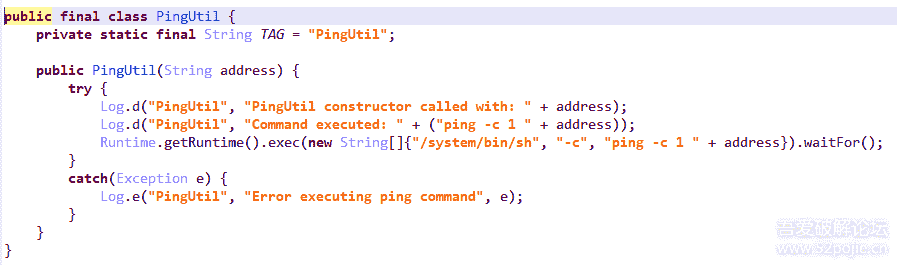 public final class PingUtil {
    private static final String TAG = "PingUtil";

    public PingUtil(String address) {
        try {
            Log.d("PingUtil", "PingUtil constructor called with: " + address);
            Log.d("PingUtil", "Command executed: " + ("ping -c 1 " + address));
            Runtime.getRuntime().exec(new String[]{"/system/bin/sh", "-c", "ping -c 1 " + address}).waitFor();
        }
        catch(Exception e) {
            Log.e("PingUtil", "Error executing ping command", e);
        }
    }
}
吾爱破解论坛
www.52pojie.cn